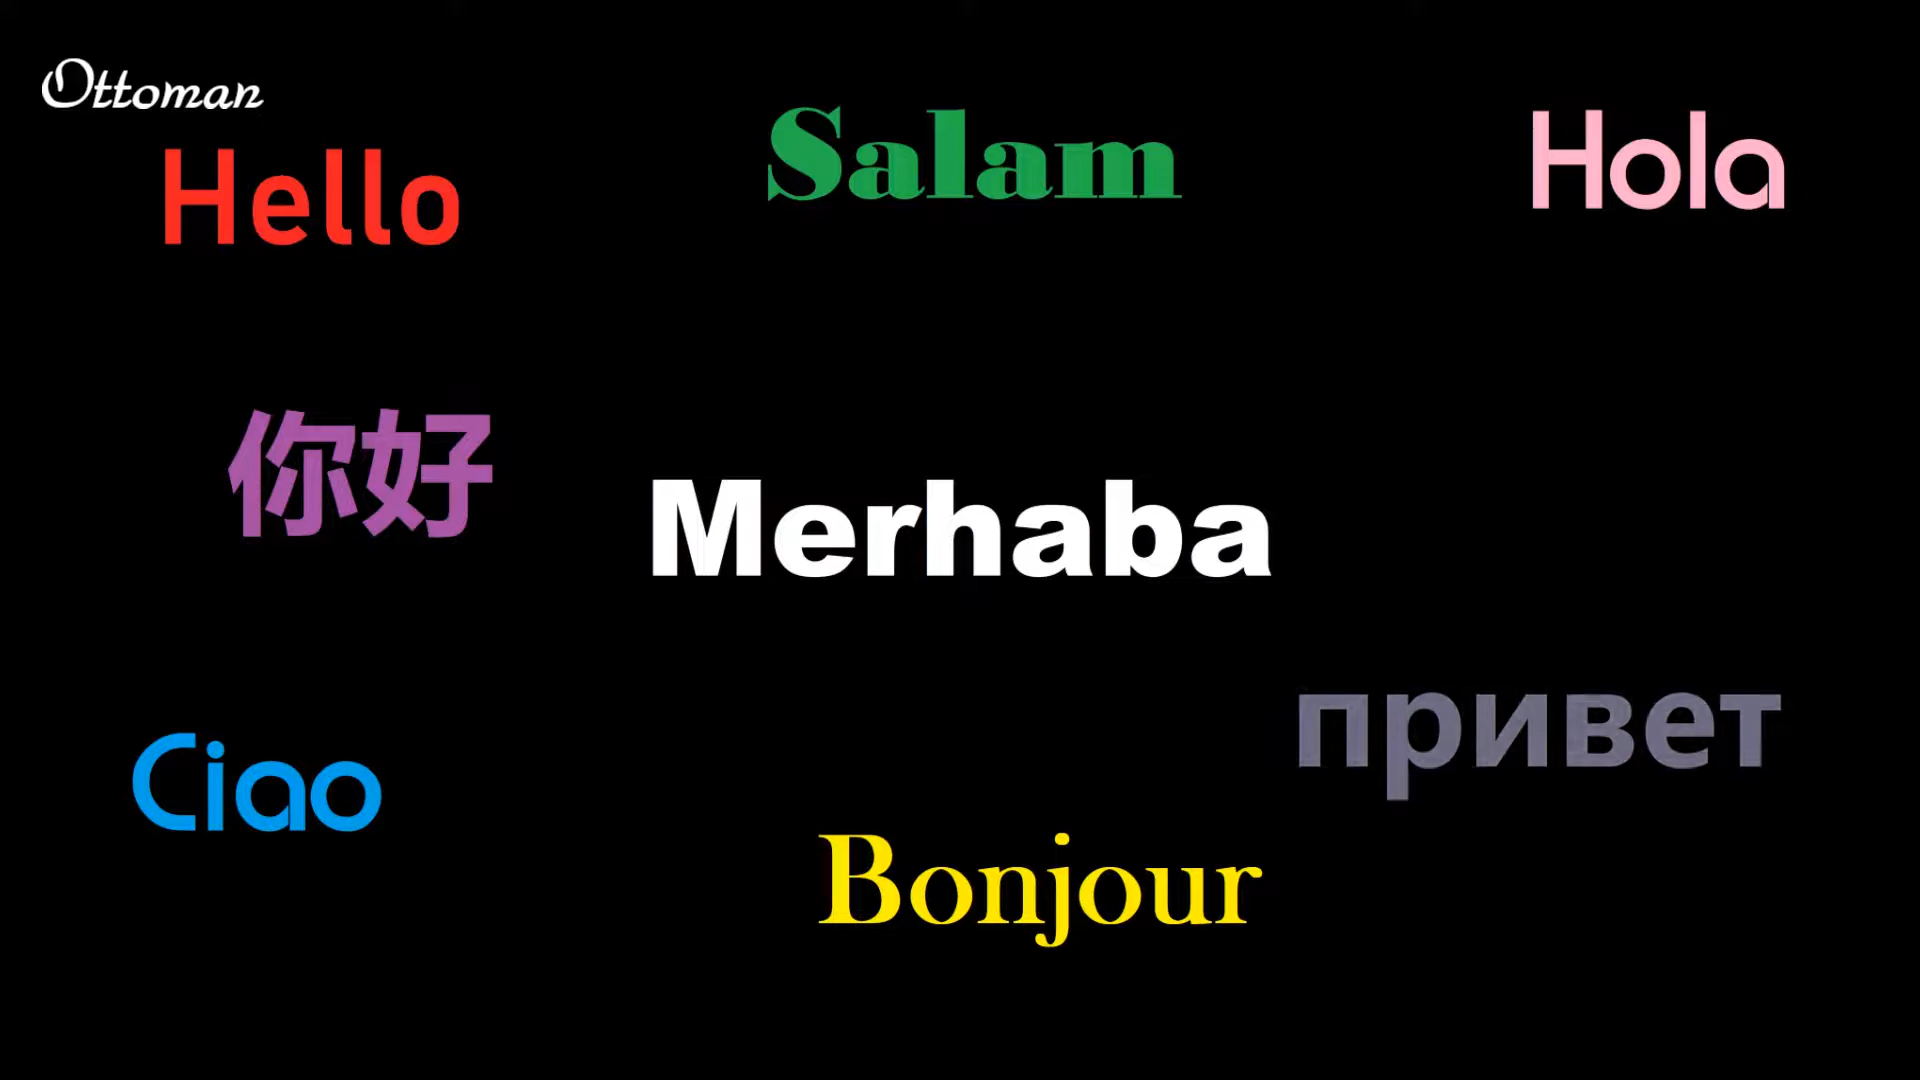 Ottoman
Hello
Salam
Hola
你好
Merhaba
привет
Ciao
Bonjour